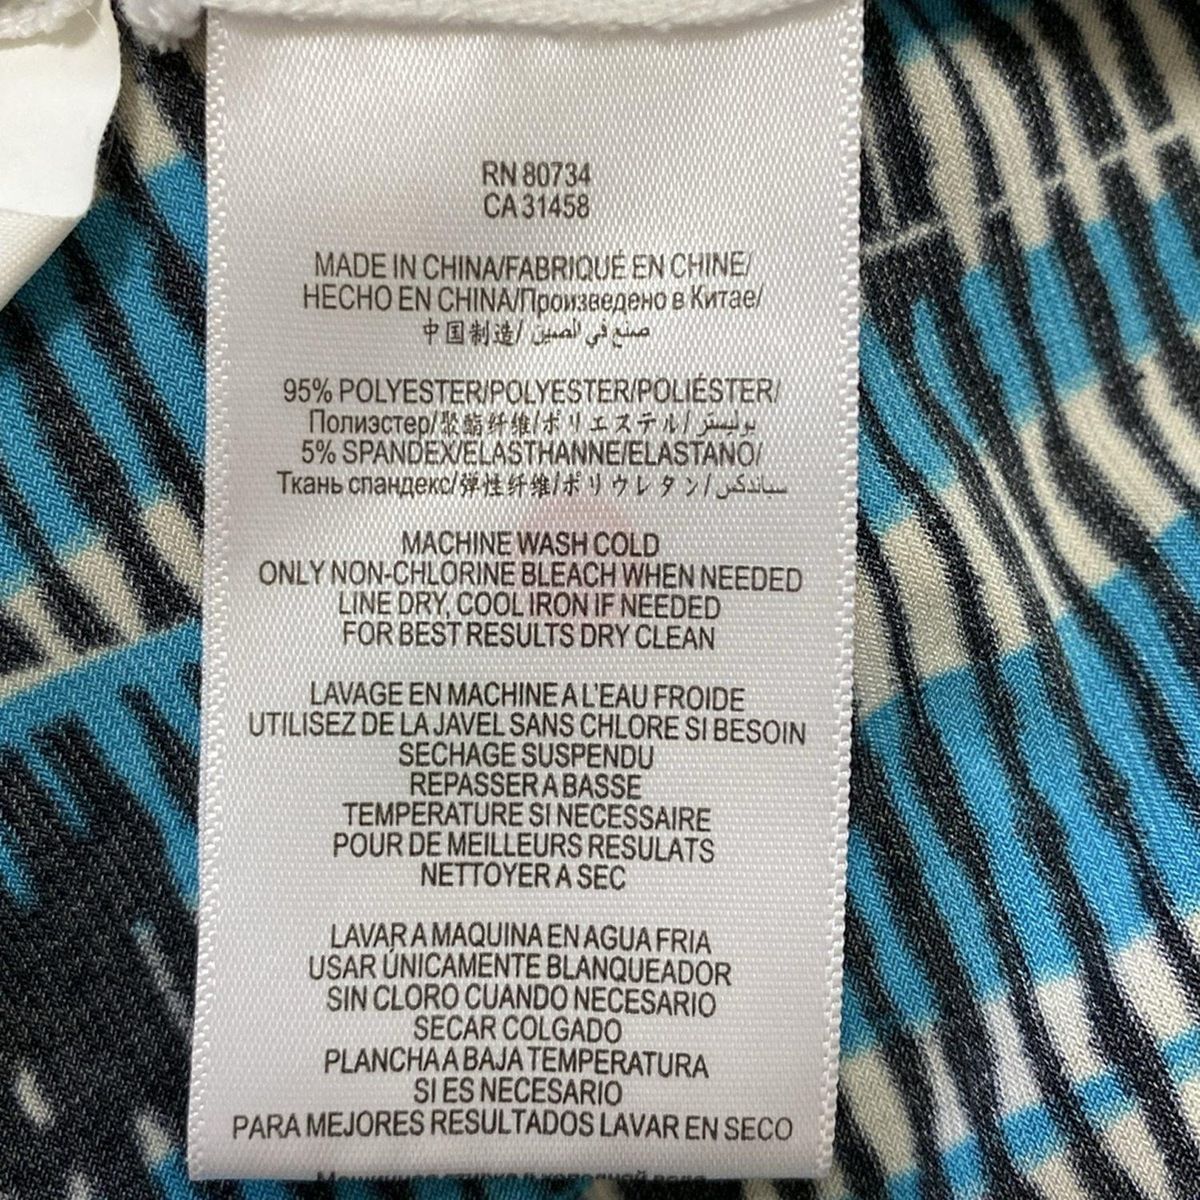 RN 80734
CA 31458
MADE IN CHINA/FABRIQUÉ EN CHINE/
HECHO EN CHINA/Произведено в Китае/
中国制造/ صنع في الصين
95% POLYESTER/POLYESTER/POLIÉSTER/
Полиэстер/聚酯纤维/ポリエステル/بوليستر
5% SPANDEX/ELASTHANNE/ELASTANO/
Ткань спандекс/弹性纤维/ポリウレタン/سباندكس
MACHINE WASH COLD
ONLY NON-CHLORINE BLEACH WHEN NEEDED
LINE DRY, COOL IRON IF NEEDED
FOR BEST RESULTS DRY CLEAN
LAVAGE EN MACHINE A L'EAU FROIDE
UTILISEZ DE LA JAVEL SANS CHLORE SI BESOIN
SECHAGE SUSPENDU
REPASSER A BASSE
TEMPERATURE SI NECESSAIRE
POUR DE MEILLEURS RESULATS
NETTOYER A SEC
LAVAR A MAQUINA EN AGUA FRIA
USAR ÚNICAMENTE BLANQUEADOR
SIN CLORO CUANDO NECESARIO
SECAR COLGADO
PLANCHA A BAJA TEMPERATURA
SI ES NECESARIO
PARA MEJORES RESULTADOS LAVAR EN SECO